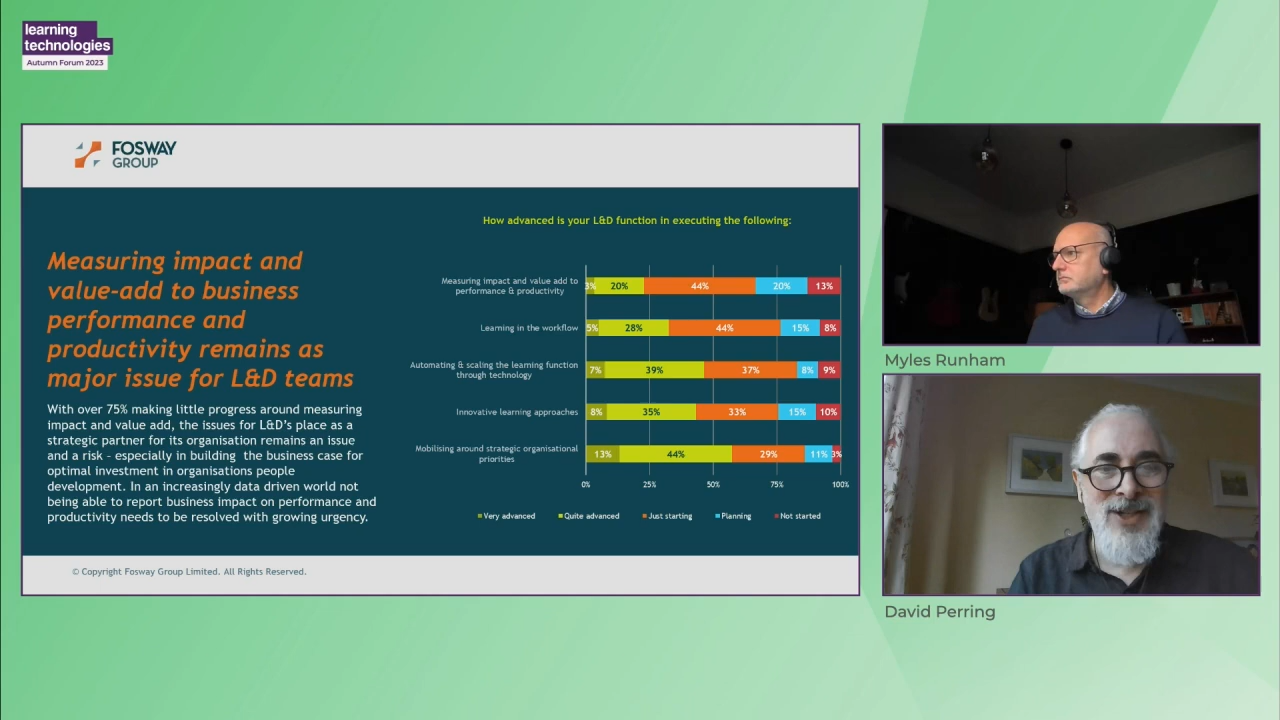 learning
technologies
Autumn Forum 2023
FOSWAY
GROUP
Measuring impact and
value-add to business
performance and
productivity remains as
major issue for L&D teams
With over 75% making little progress around measuring
impact and value add, the issues for L&D's place as a
strategic partner for its organisation remains an issue
and a risk – especially in building the business case for
optimal investment in organisations people
development. In an increasingly data driven world not
being able to report business impact on performance and
productivity needs to be resolved with growing urgency.
How advanced is your L&D function in executing the following:
Measuring impact and value add to
performance & productivity
3% 20% 44% 20% 13%
Learning in the workflow
5% 28% 44% 15% 8%
Automating & scaling the learning function
through technology
7% 39% 37% 8% 9%
Innovative learning approaches
8% 35% 33% 15% 10%
Mobilising around strategic organisational
priorities
13% 44% 29% 11% 3%
0% 25% 50% 75% 100%
Very advanced Quite advanced Just starting Planning Not started
© Copyright Fosway Group Limited. All Rights Reserved.
Myles Runham
David Perring